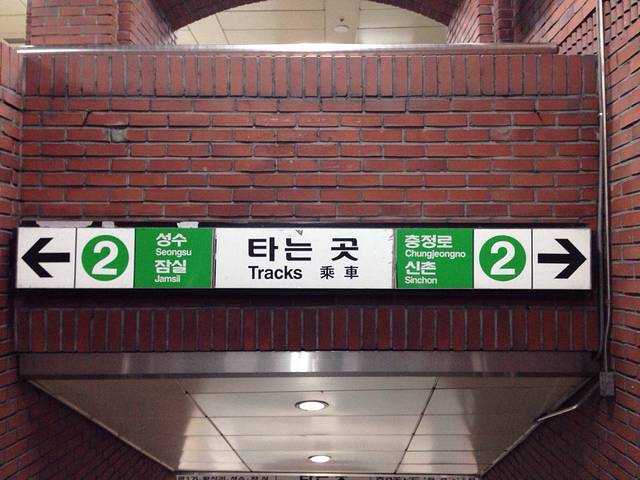 2
성수
Seongsu
잠실
Jamsil
타는 곳
Tracks 乘 車
충정로
Chungjeongno
신촌
Sinchon
2